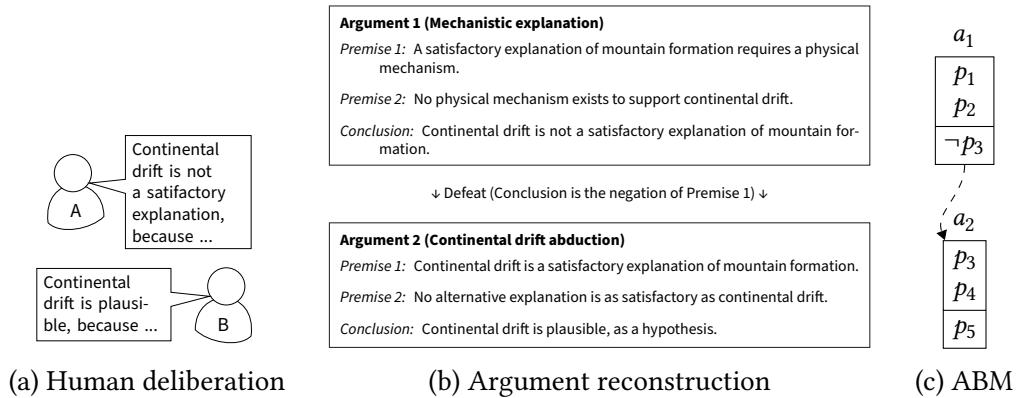 Continental
drift is not
a satifactory
explanation,
because ...
A
Continental
drift is plausi-
ble, because ...
B
(a) Human deliberation
Argument 1 (Mechanistic explanation)
Premise 1: A satisfactory explanation of mountain formation requires a physical
mechanism.
Premise 2: No physical mechanism exists to support continental drift.
Conclusion: Continental drift is not a satisfactory explanation of mountain for-
mation.
↓ Defeat (Conclusion is the negation of Premise 1) ↓
Argument 2 (Continental drift abduction)
Premise 1: Continental drift is a satisfactory explanation of mountain formation.
Premise 2: No alternative explanation is as satisfactory as continental drift.
Conclusion: Continental drift is plausible, as a hypothesis.
(b) Argument reconstruction
a₁
p₁
p₂
¬p₃
a₂
p₃
p₄
p₅
(c) ABM